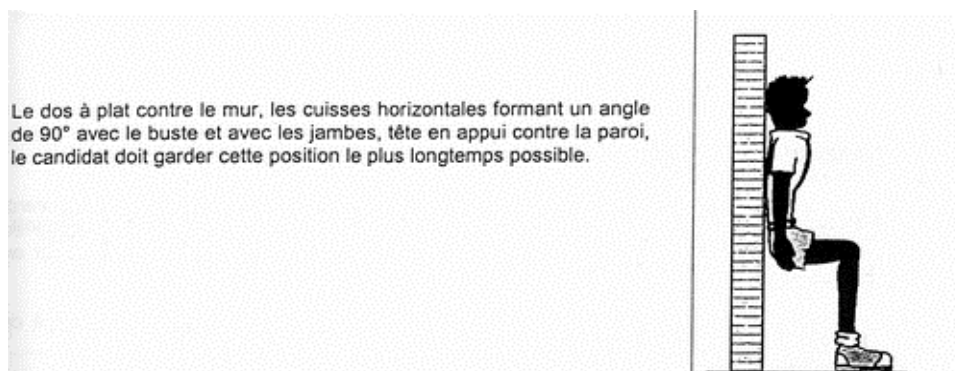 Le dos à plat contre le mur, les cuisses horizontales formant un angle
de 90° avec le buste et avec les jambes, tête en appui contre la paroi,
le candidat doit garder cette position le plus longtemps possible.